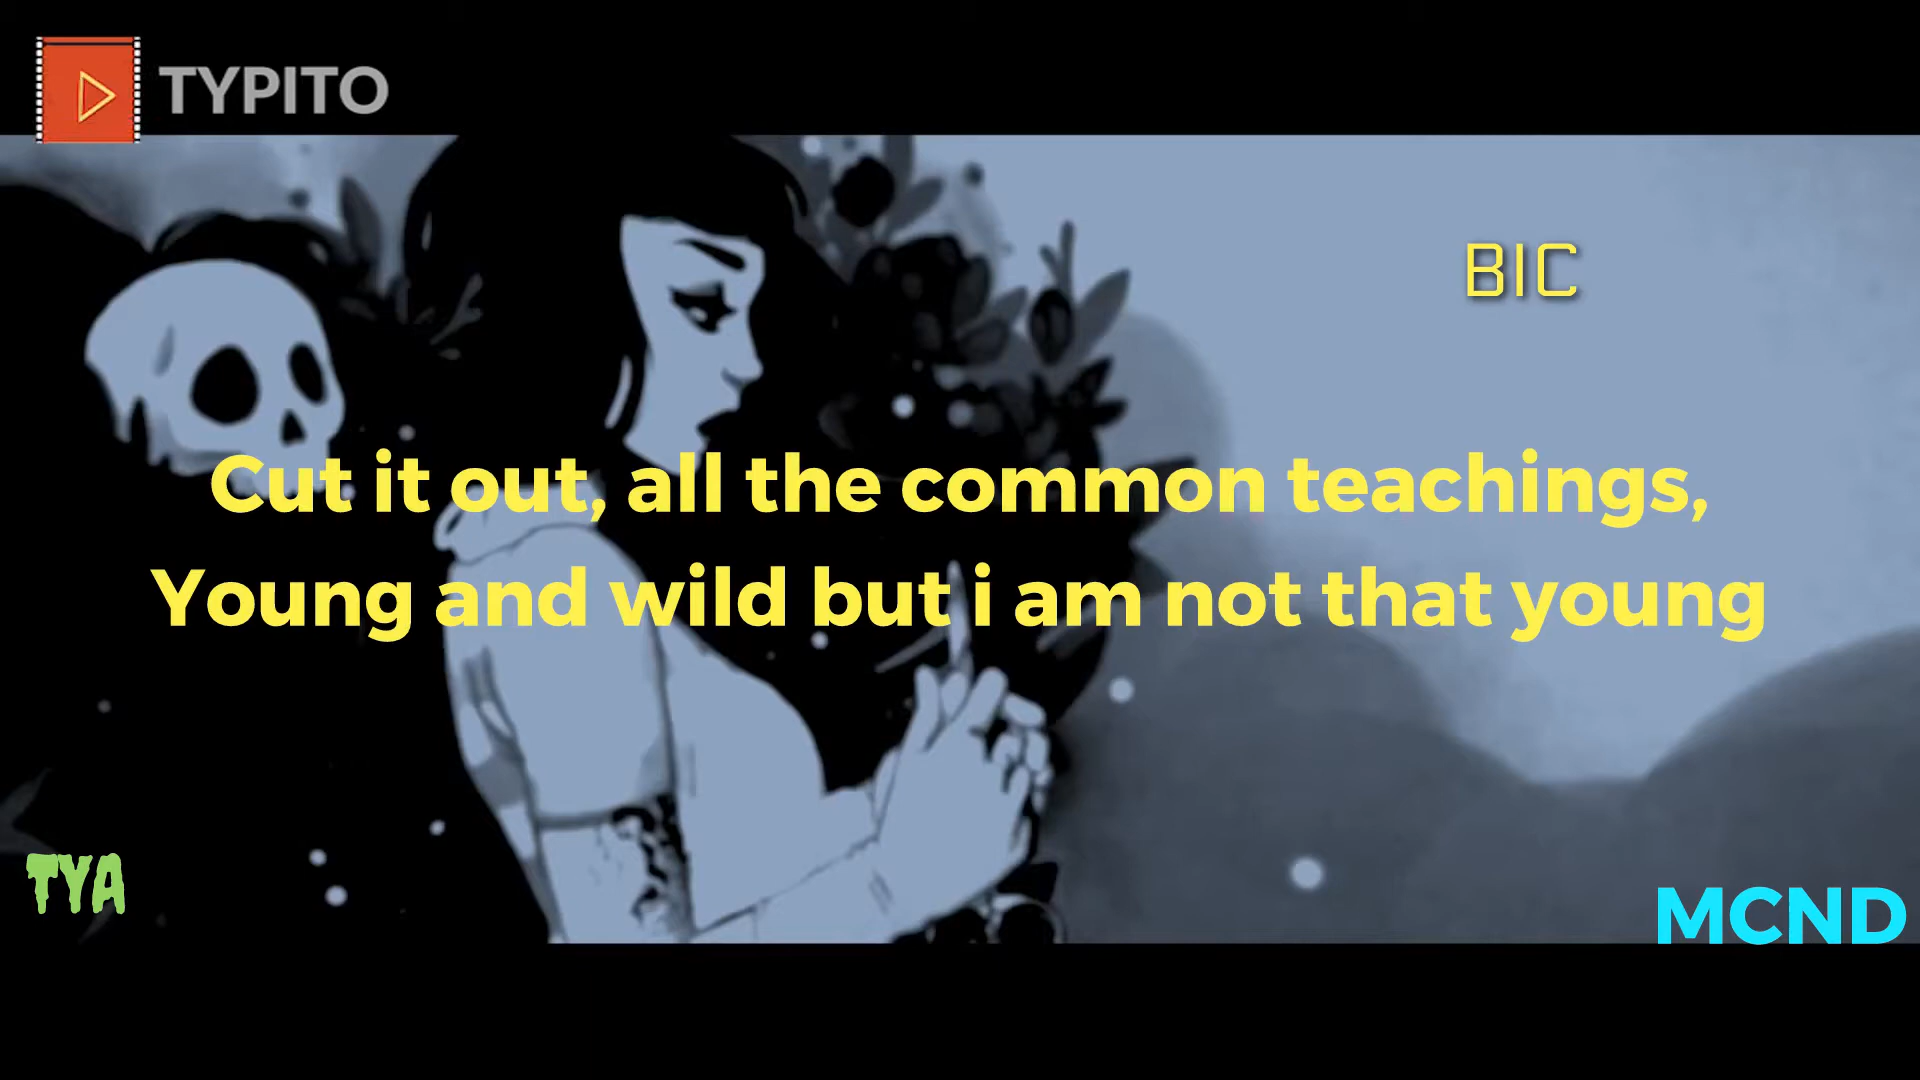 TYPITO
BIC
Cut it out, all the common teachings,
Young and wild but i am not that young
TYA
MCND